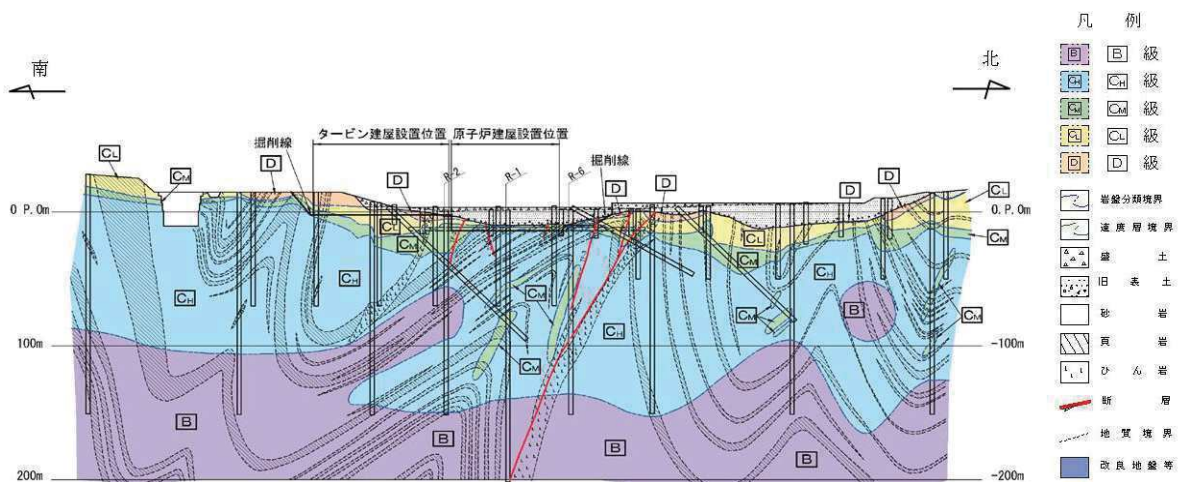 南
北
タービン建屋設置位置
原子炉建屋設置位置
掘削線
掘削線
R-2
R-1
R-6
CL
CM
D
D
D
D
D
D
CL
CM
0 P.0m
0.P.0m
CL
CM
CL
CM
CH
CH
CM
CH
CM
CH
B
CM
CM
100m
-100m
B
B
B
B
200m
-200m
凡 例
B B 級
CH CH 級
CM CM 級
CL CL 級
D D 級
岩盤分類境界
速度層境界
盛 土
旧 表 土
砂 岩
頁 岩
ひ ん 岩
断 層
地 質 境 界
改 良 地 盤 等